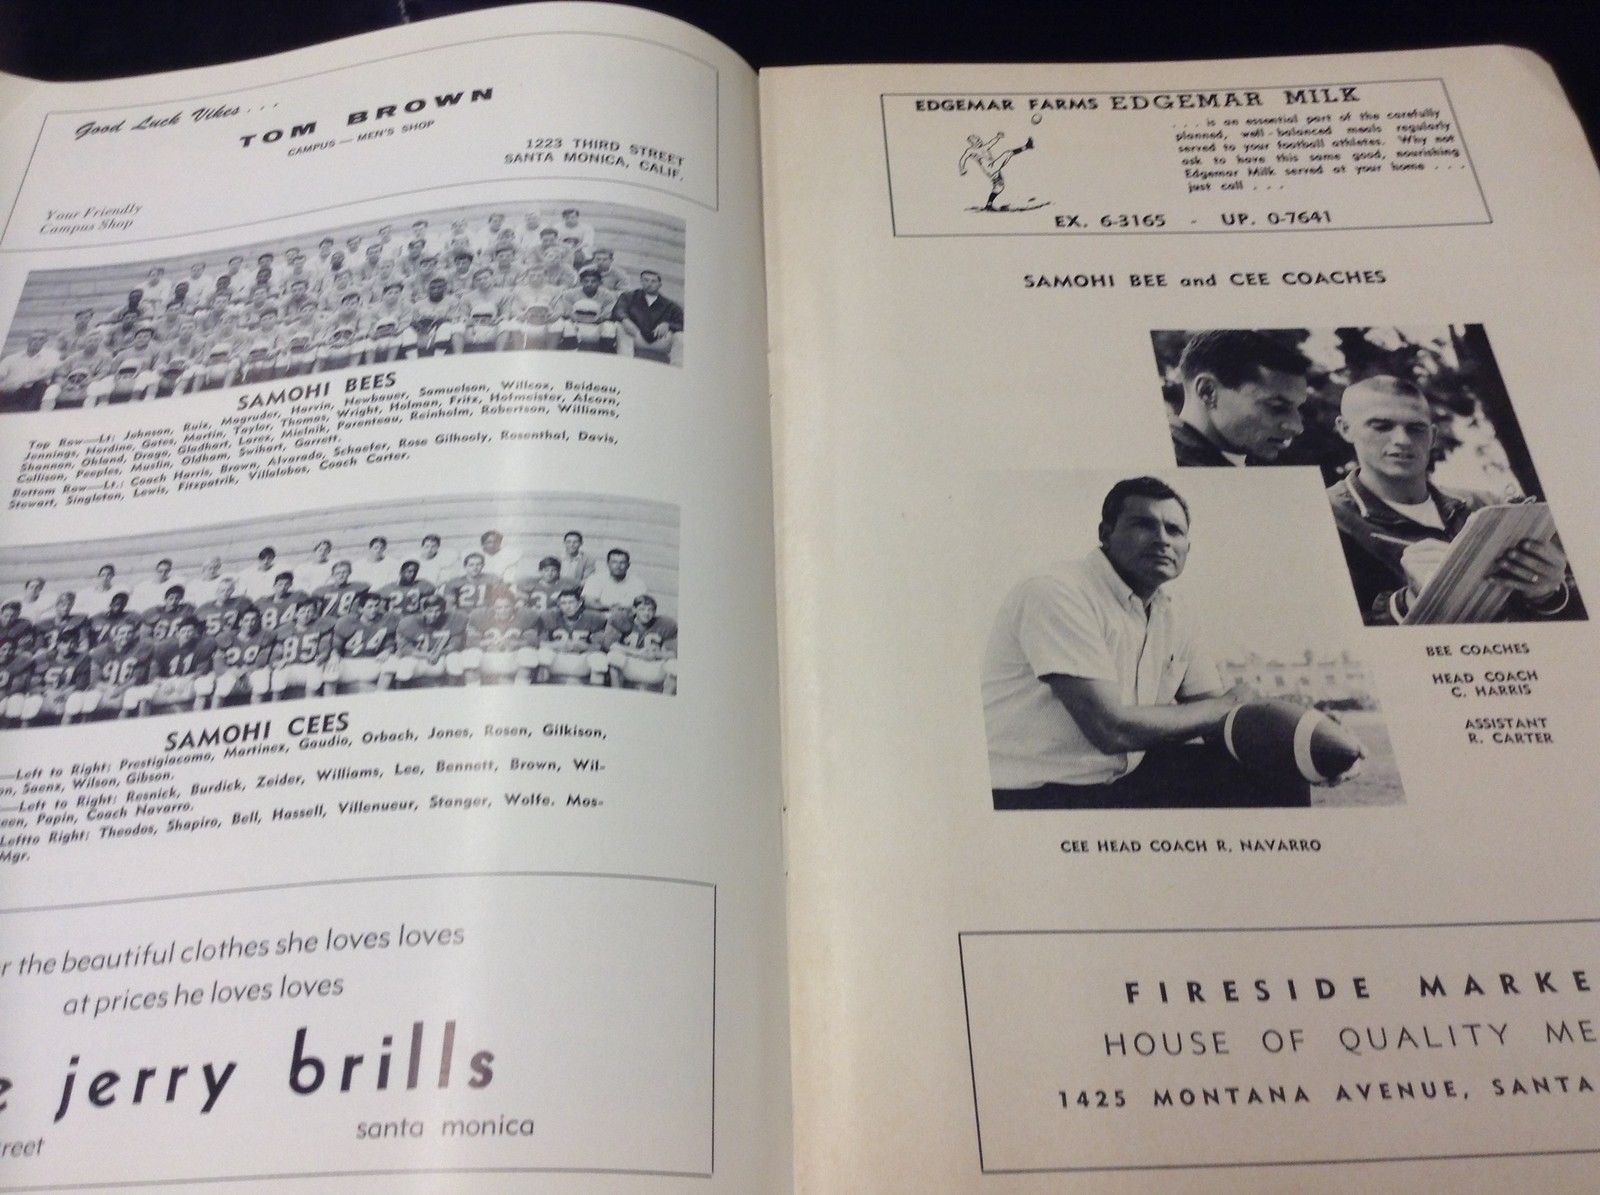 Good Luck Vikes . . .
TOM BROWN
CAMPUS — MEN'S SHOP
1223 THIRD STREET
SANTA MONICA, CALIF.
Your Friendly
Campus Shop
SAMOHI BEES
Top Row—Lt: Johnson, Ruiz, Magruder, Harvin, Newbauer, Samuelson, Willcox, Beideau,
Jennings, Nordine, Gates, Martin, Taylor, Thomas, Wright, Holman, Fritz, Hofmeister, Alcorn,
Shannon, Okland, Drago, Gladhart, Lorez, Mielnik, Parenteau, Reinholm, Robertson, Williams,
Collison, Peeples, Muslin, Oldham, Swihart, Garrett.
Bottom Row—Lt.: Coach Harris, Brown, Alvarado, Schaefer, Rose Gilhooly, Rosenthal, Davis,
Stewart, Singleton, Lewis, Fitzpatrik, Villalobos, Coach Carter.
SAMOHI CEES
—Left to Right: Prestigiacomo, Martinez, Gaudio, Orbach, Jones, Rosen, Gilkison,
on, Saenz, Wilson, Gibson.
—Left to Right: Resnick, Burdick, Zeider, Williams, Lee, Bennett, Brown, Wil-
een, Papin, Coach Navarro.
Leftto Right: Theodos, Shapiro, Bell, Hassell, Villenueur, Stanger, Wolfe, Mos-
Mgr.
r the beautiful clothes she loves loves
at prices he loves loves
e jerry brills
reet
santa monica
EDGEMAR FARMS EDGEMAR MILK
. . . is an essential part of the carefully
planned, well-balanced meals regularly
served to your football athletes. Why not
ask to have this same good, nourishing
Edgemar Milk served at your home . . .
just call . . .
EX. 6-3165 - UP. 0-7641
SAMOHI BEE and CEE COACHES
BEE COACHES
HEAD COACH
C. HARRIS
ASSISTANT
R. CARTER
CEE HEAD COACH R. NAVARRO
FIRESIDE MARKE
HOUSE OF QUALITY ME
1425 MONTANA AVENUE, SANTA